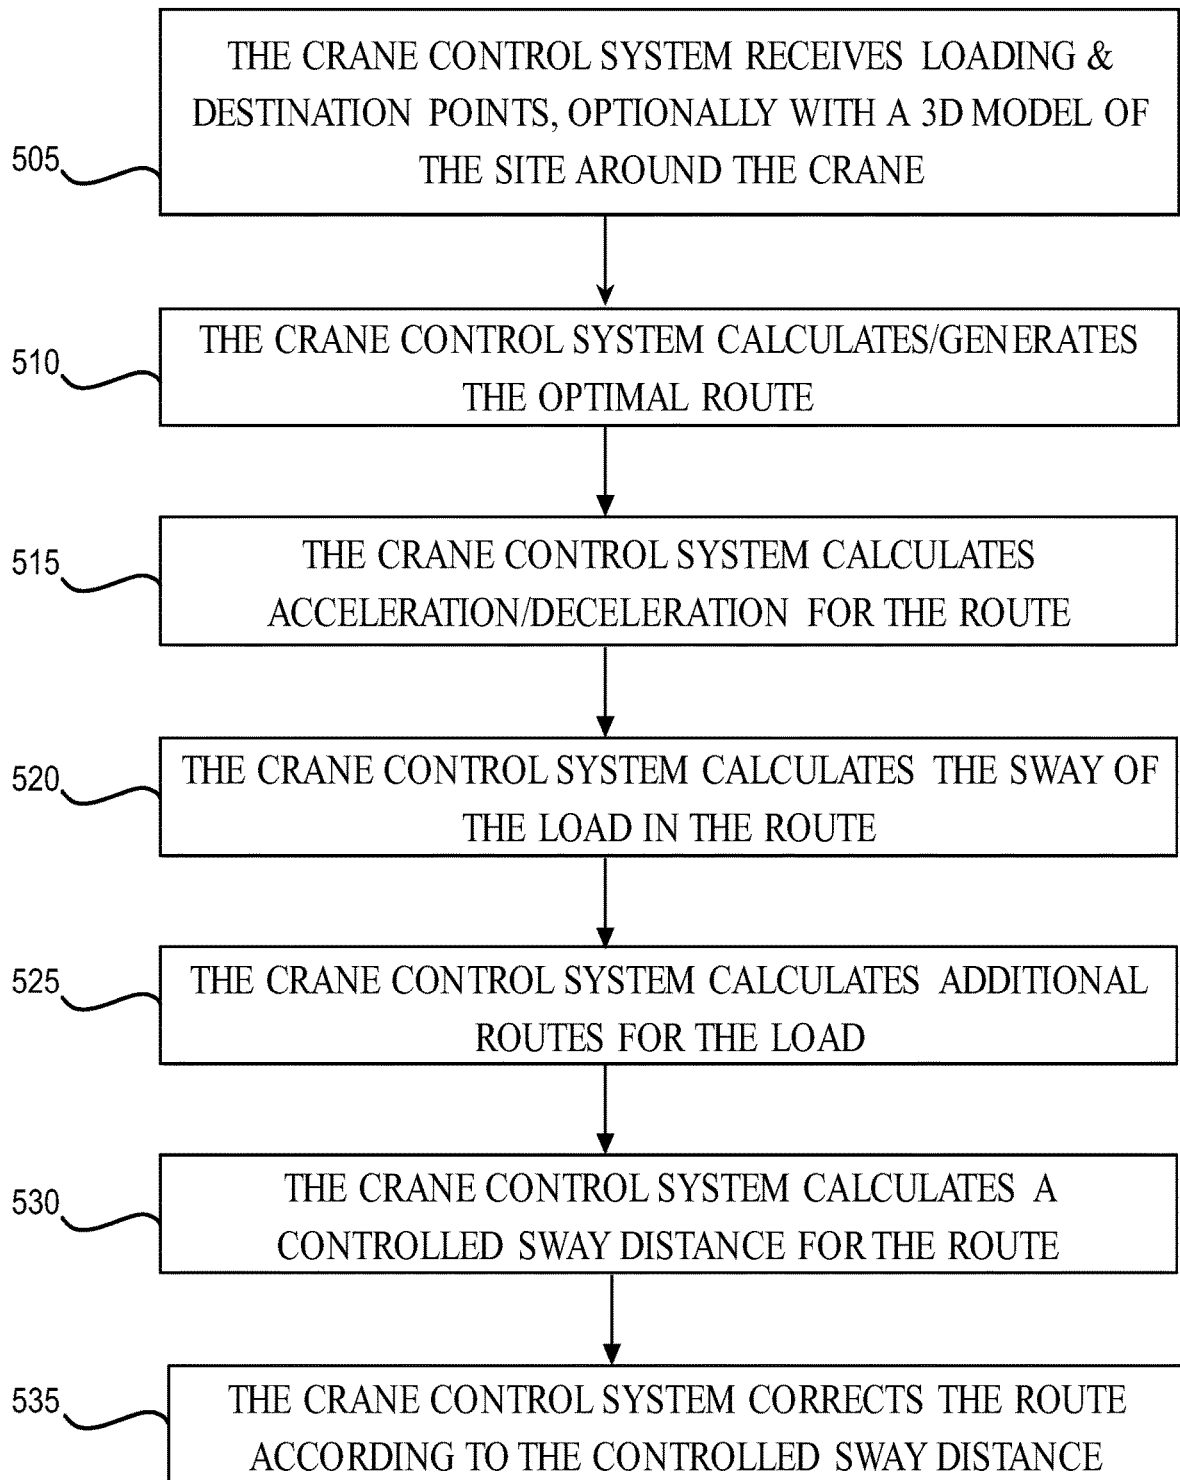 THE CRANE CONTROL SYSTEM RECEIVES LOADING &
DESTINATION POINTS, OPTIONALLY WITH A 3D MODEL OF
THE SITE AROUND THE CRANE
505
THE CRANE CONTROL SYSTEM CALCULATES/GENERATES
THE OPTIMAL ROUTE
510
THE CRANE CONTROL SYSTEM CALCULATES
ACCELERATION/DECELERATION FOR THE ROUTE
515
THE CRANE CONTROL SYSTEM CALCULATES THE SWAY OF
THE LOAD IN THE ROUTE
520
THE CRANE CONTROL SYSTEM CALCULATES ADDITIONAL
ROUTES FOR THE LOAD
525
THE CRANE CONTROL SYSTEM CALCULATES A
CONTROLLED SWAY DISTANCE FOR THE ROUTE
530
THE CRANE CONTROL SYSTEM CORRECTS THE ROUTE
ACCORDING TO THE CONTROLLED SWAY DISTANCE
535